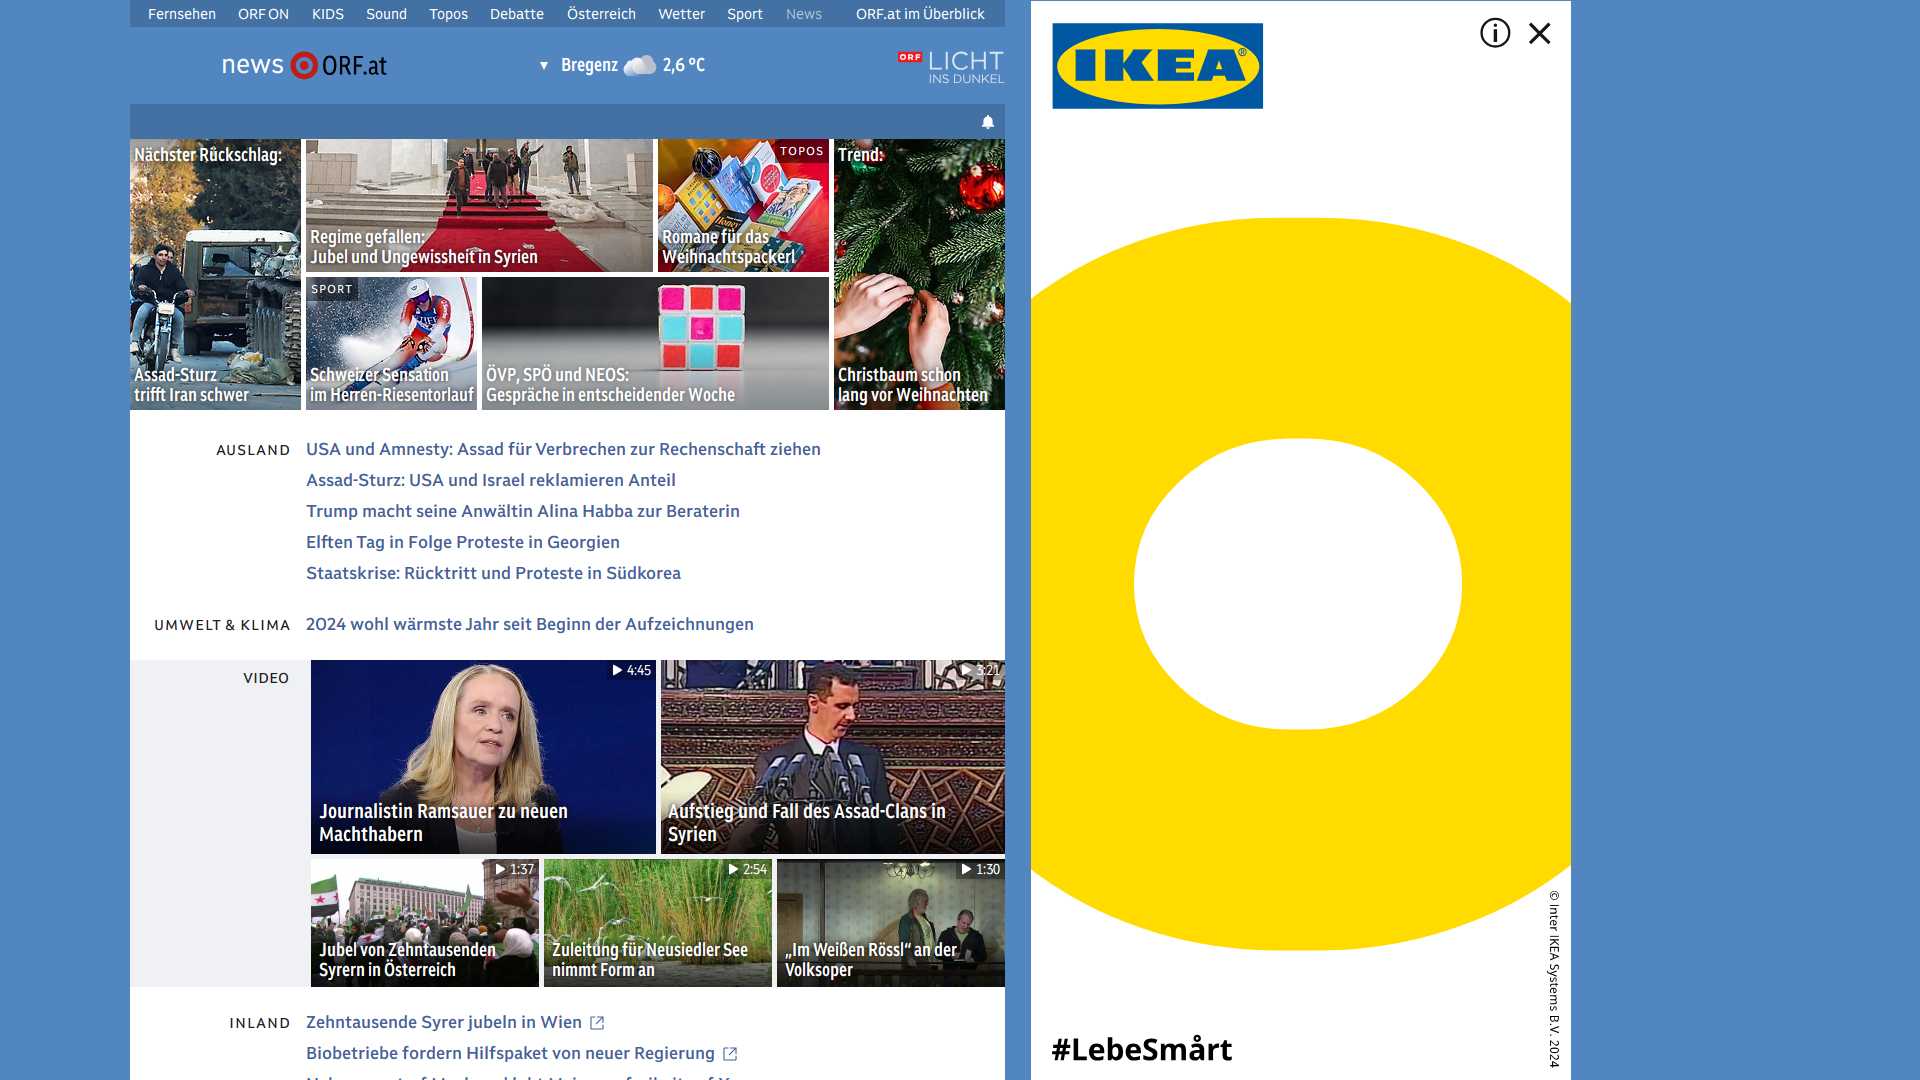 Fernsehen ORF ON KIDS Sound Topos Debatte Österreich Wetter Sport News ORF.at im Überblick
news ORF.at
▼ Bregenz 2,6 °C
ORF LICHT
INS DUNKEL
Nächster Rückschlag:
Assad-Sturz
trifft Iran schwer
Regime gefallen:
Jubel und Ungewissheit in Syrien
TOPOS
Romane für das
Weihnachtspackerl
Trend:
Christbaum schon
lang vor Weihnachten
SPORT
Schweizer Sensation
im Herren-Riesentorlauf
ÖVP, SPÖ und NEOS:
Gespräche in entscheidender Woche
AUSLAND
USA und Amnesty: Assad für Verbrechen zur Rechenschaft ziehen
Assad-Sturz: USA und Israel reklamieren Anteil
Trump macht seine Anwältin Alina Habba zur Beraterin
Elften Tag in Folge Proteste in Georgien
Staatskrise: Rücktritt und Proteste in Südkorea
UMWELT & KLIMA
2024 wohl wärmste Jahr seit Beginn der Aufzeichnungen
VIDEO
4:45
Journalistin Ramsauer zu neuen
Machthabern
3:21
Aufstieg und Fall des Assad-Clans in
Syrien
1:37
Jubel von Zehntausenden
Syrern in Österreich
2:54
Zuleitung für Neusiedler See
nimmt Form an
1:30
„Im Weißen Rössl“ an der
Volksoper
INLAND
Zehntausende Syrer jubeln in Wien
Biobetriebe fordern Hilfspaket von neuer Regierung
IKEA®
#LebeSmårt
© Inter IKEA Systems B.V. 2024